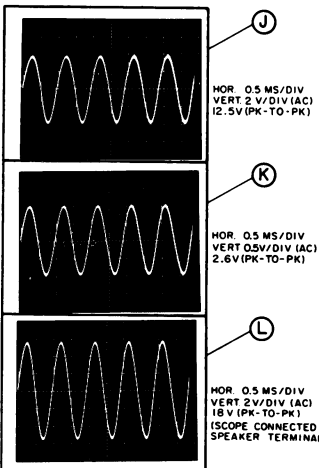 J
HOR. 0.5 MS/DIV
VERT. 2 V/DIV (AC)
12.5V (PK-TO-PK)
K
HOR. 0.5 MS/DIV
VERT 0.5V/DIV (AC)
2.6V (PK-TO-PK)
L
HOR. 0.5 MS/DIV
VERT 2V/DIV (AC)
18V (PK-TO-PK)
(SCOPE CONNECTED
SPEAKER TERMINAL